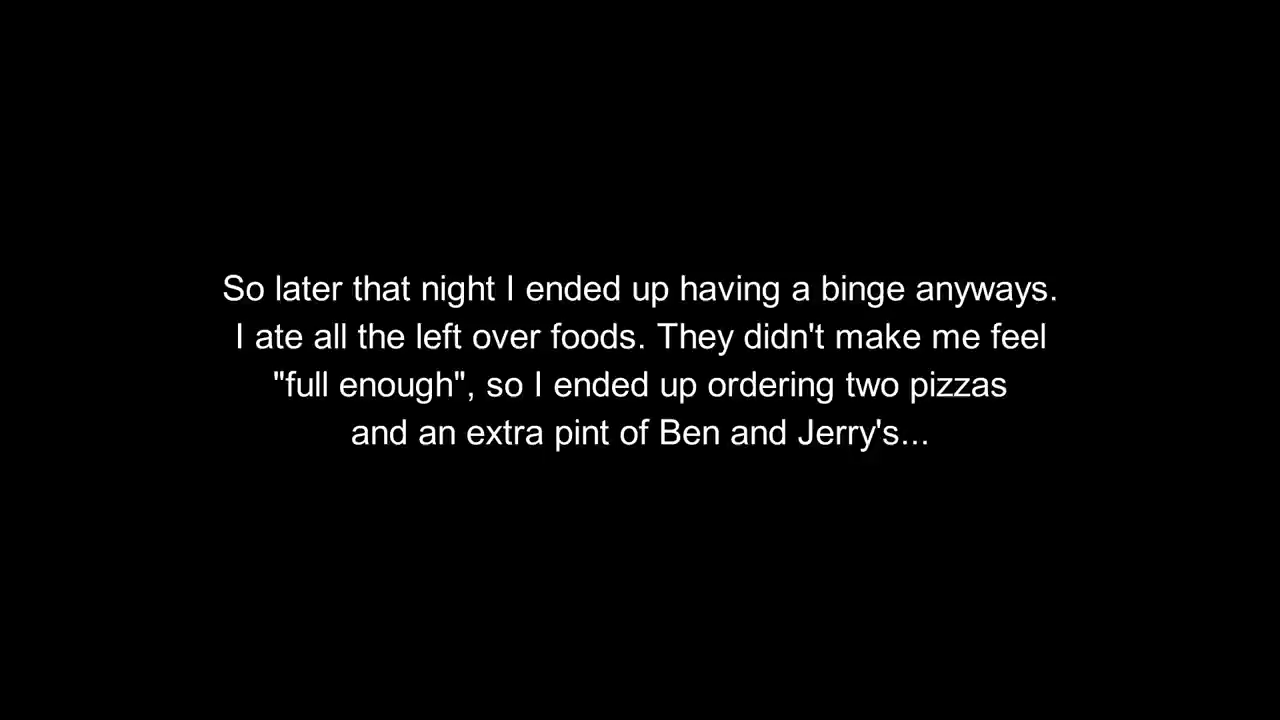 So later that night I ended up having a binge anyways.
I ate all the left over foods. They didn't make me feel
"full enough", so I ended up ordering two pizzas
and an extra pint of Ben and Jerry's...